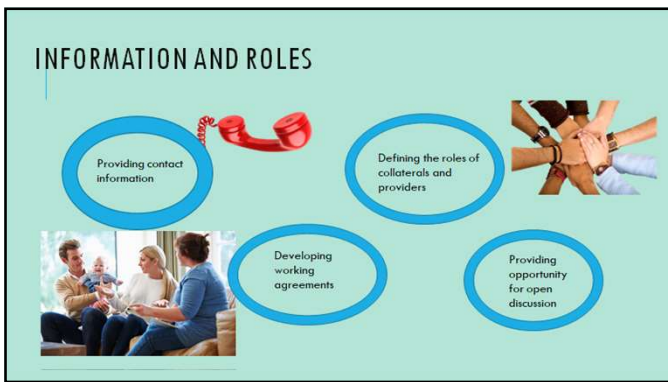 INFORMATION AND ROLES
Providing contact
information
Defining the roles of
collaterals and
providers
Developing
working
agreements
Providing
opportunity
for open
discussion